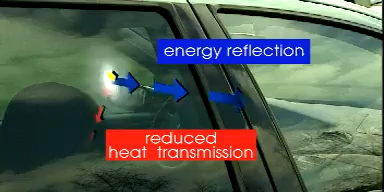 energy reflection
reduced
heat transmission